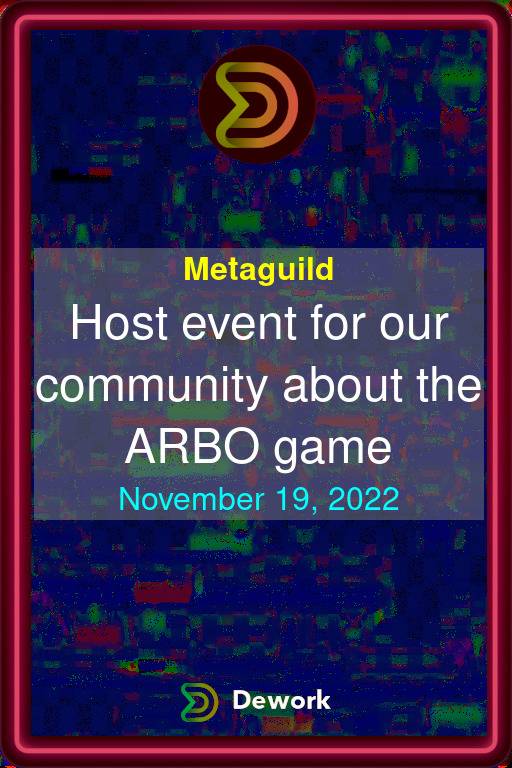 Metaguild
Host event for our
community about the
ARBO game
November 19, 2022
Dework